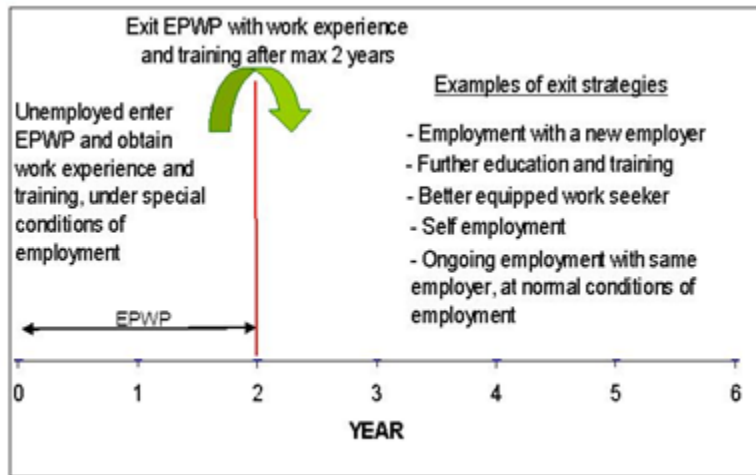 Exit EPWP with work experience
and training after max 2 years
Unemployed enter
EPWP and obtain
work experience and
training, under special
conditions of
employment
Examples of exit strategies
- Employment with a new employer
- Further education and training
- Better equipped work seeker
- Self employment
- Ongoing employment with same
employer, at normal conditions of
employment
EPWP
0 1 2 3 4 5 6
YEAR